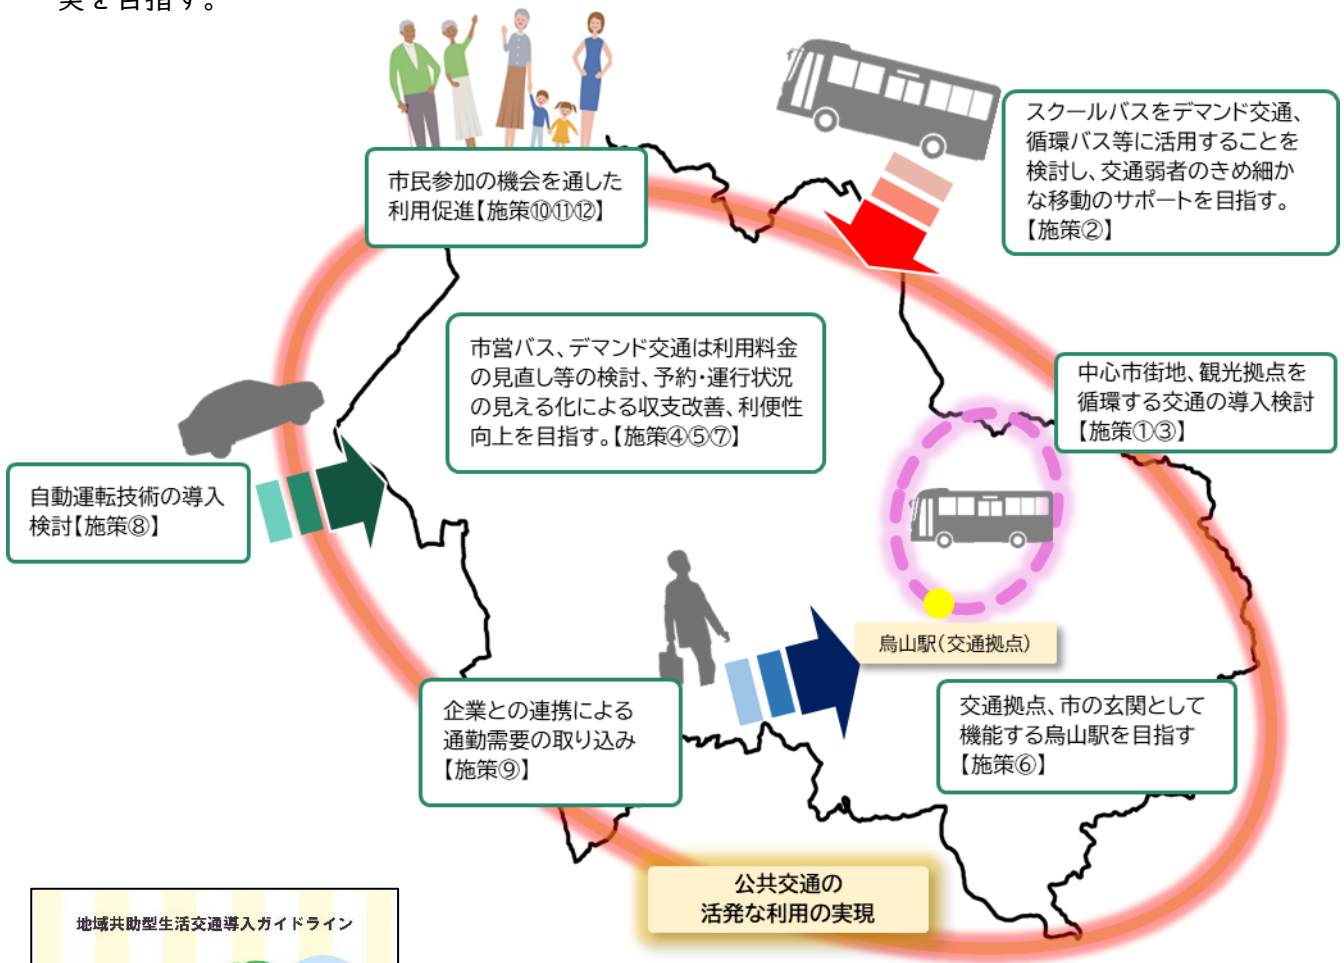 実を目指す。
市民参加の機会を通した
利用促進【施策⑩⑪⑫】
スクールバスをデマンド交通、
循環バス等に活用することを
検討し、交通弱者のきめ細か
な移動のサポートを目指す。
【施策②】
市営バス、デマンド交通は利用料金
の見直し等の検討、予約・運行状況
の見える化による収支改善、利便性
向上を目指す。【施策④⑤⑦】
中心市街地、観光拠点を
循環する交通の導入検討
【施策①③】
自動運転技術の導入
検討【施策⑧】
烏山駅(交通拠点)
企業との連携による
通勤需要の取り込み
【施策⑨】
交通拠点、市の玄関として
機能する烏山駅を目指す
【施策⑥】
公共交通の
活発な利用の実現
地域共助型生活交通導入ガイドライン